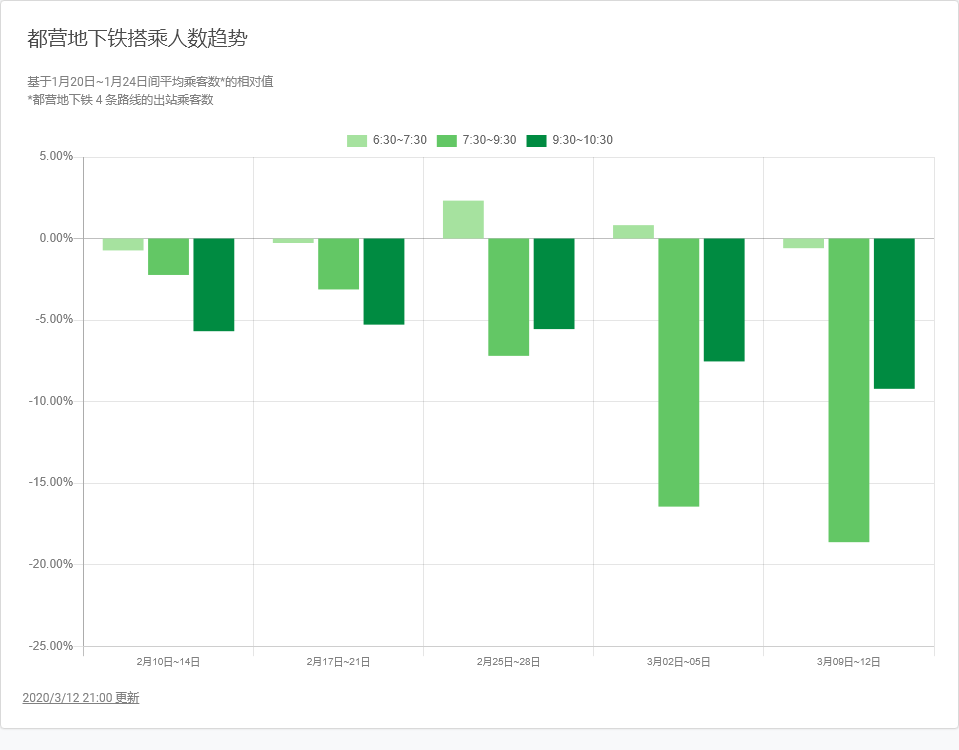 都营地下铁搭乘人数趋势
基于1月20日~1月24日间平均乘客数*的相对值
*都营地下铁 4 条路线的出站乘客数
6:30~7:30 7:30~9:30 9:30~10:30
5.00%
0.00%
-5.00%
-10.00%
-15.00%
-20.00%
-25.00%
2月10日~14日 2月17日~21日 2月25日~28日 3月02日~05日 3月09日~12日
2020/3/12 21:00 更新